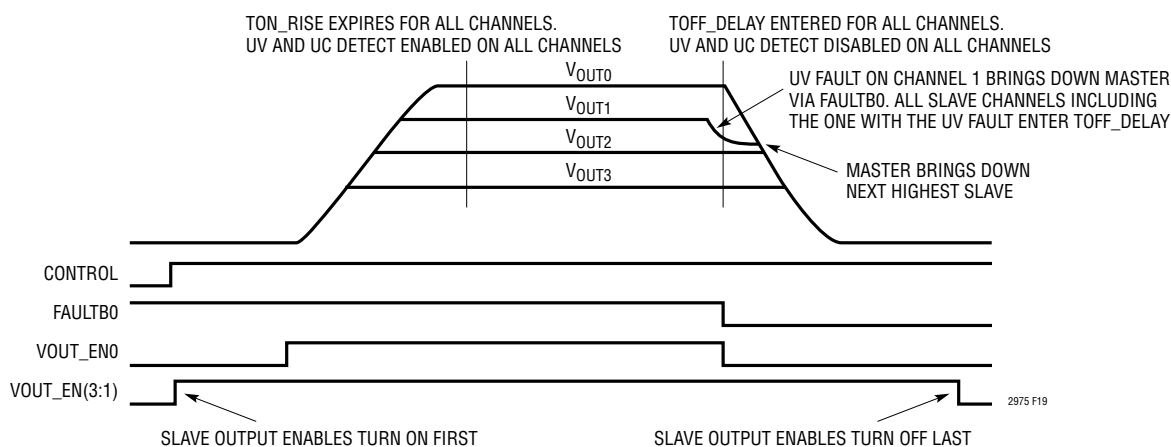 TON_RISE EXPIRES FOR ALL CHANNELS.
UV AND UC DETECT ENABLED ON ALL CHANNELS
TOFF_DELAY ENTERED FOR ALL CHANNELS.
UV AND UC DETECT DISABLED ON ALL CHANNELS
VOUT0
VOUT1
VOUT2
VOUT3
UV FAULT ON CHANNEL 1 BRINGS DOWN MASTER
VIA FAULTB0. ALL SLAVE CHANNELS INCLUDING
THE ONE WITH THE UV FAULT ENTER TOFF_DELAY
MASTER BRINGS DOWN
NEXT HIGHEST SLAVE
CONTROL
FAULTB0
VOUT_EN0
VOUT_EN(3:1)
2975 F19
SLAVE OUTPUT ENABLES TURN ON FIRST
SLAVE OUTPUT ENABLES TURN OFF LAST